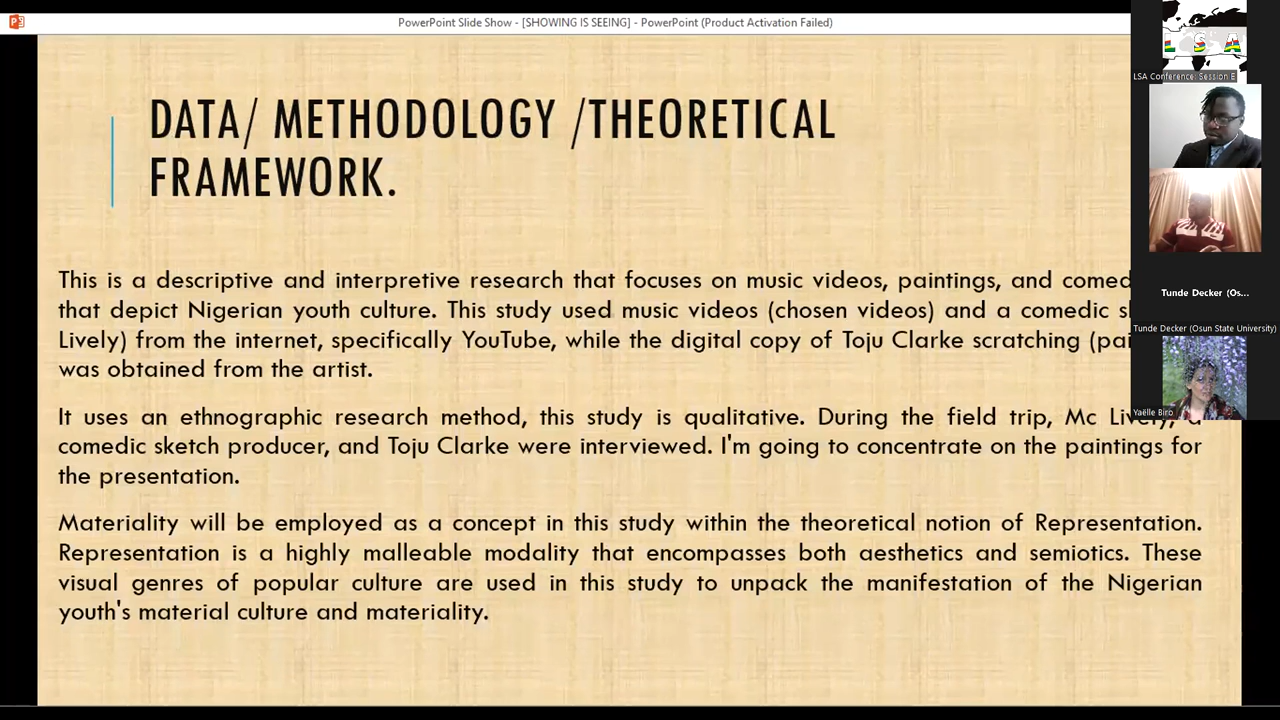 PowerPoint Slide Show - [SHOWING IS SEEING] - PowerPoint (Product Activation Failed)
DATA/ METHODOLOGY /THEORETICAL
FRAMEWORK.
This is a descriptive and interpretive research that focuses on music videos, paintings, and comed
that depict Nigerian youth culture. This study used music videos (chosen videos) and a comedic
Lively) from the internet, specifically YouTube, while the digital copy of Toju Clarke scratching
was obtained from the artist.
It uses an ethnographic research method, this study is qualitative. During the field trip, Mc Lively, a
comedic sketch producer, and Toju Clarke were interviewed. I'm going to concentrate on the paintings for
the presentation.
Materiality will be employed as a concept in this study within the theoretical notion of Representation.
Representation is a highly malleable modality that encompasses both aesthetics and semiotics. These
visual genres of popular culture are used in this study to unpack the manifestation of the Nigerian
youth's material culture and materiality.
L S A
LSA Conference: Session E
Tunde Decker (Os...
Tunde Decker (Osun State University)
Yaëlle Biro